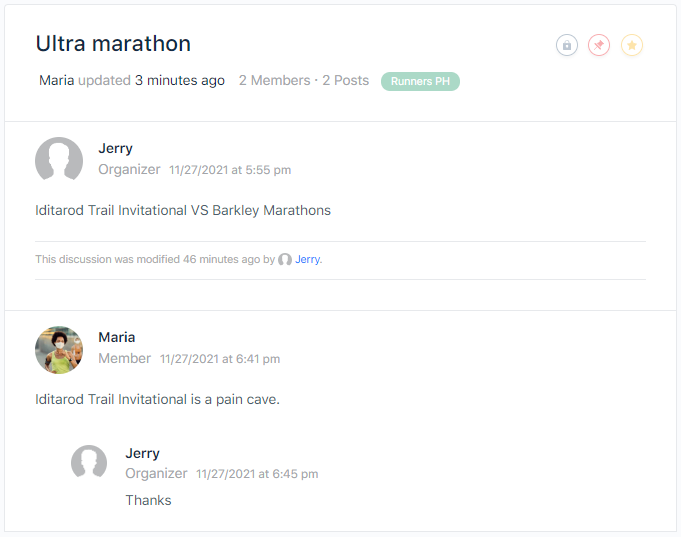 Ultra marathon
Maria updated 3 minutes ago 2 Members · 2 Posts Runners PH
Jerry
Organizer 11/27/2021 at 5:55 pm
Iditarod Trail Invitational VS Barkley Marathons
This discussion was modified 46 minutes ago by Jerry.
Maria
Member 11/27/2021 at 6:41 pm
Iditarod Trail Invitational is a pain cave.
Jerry
Organizer 11/27/2021 at 6:45 pm
Thanks